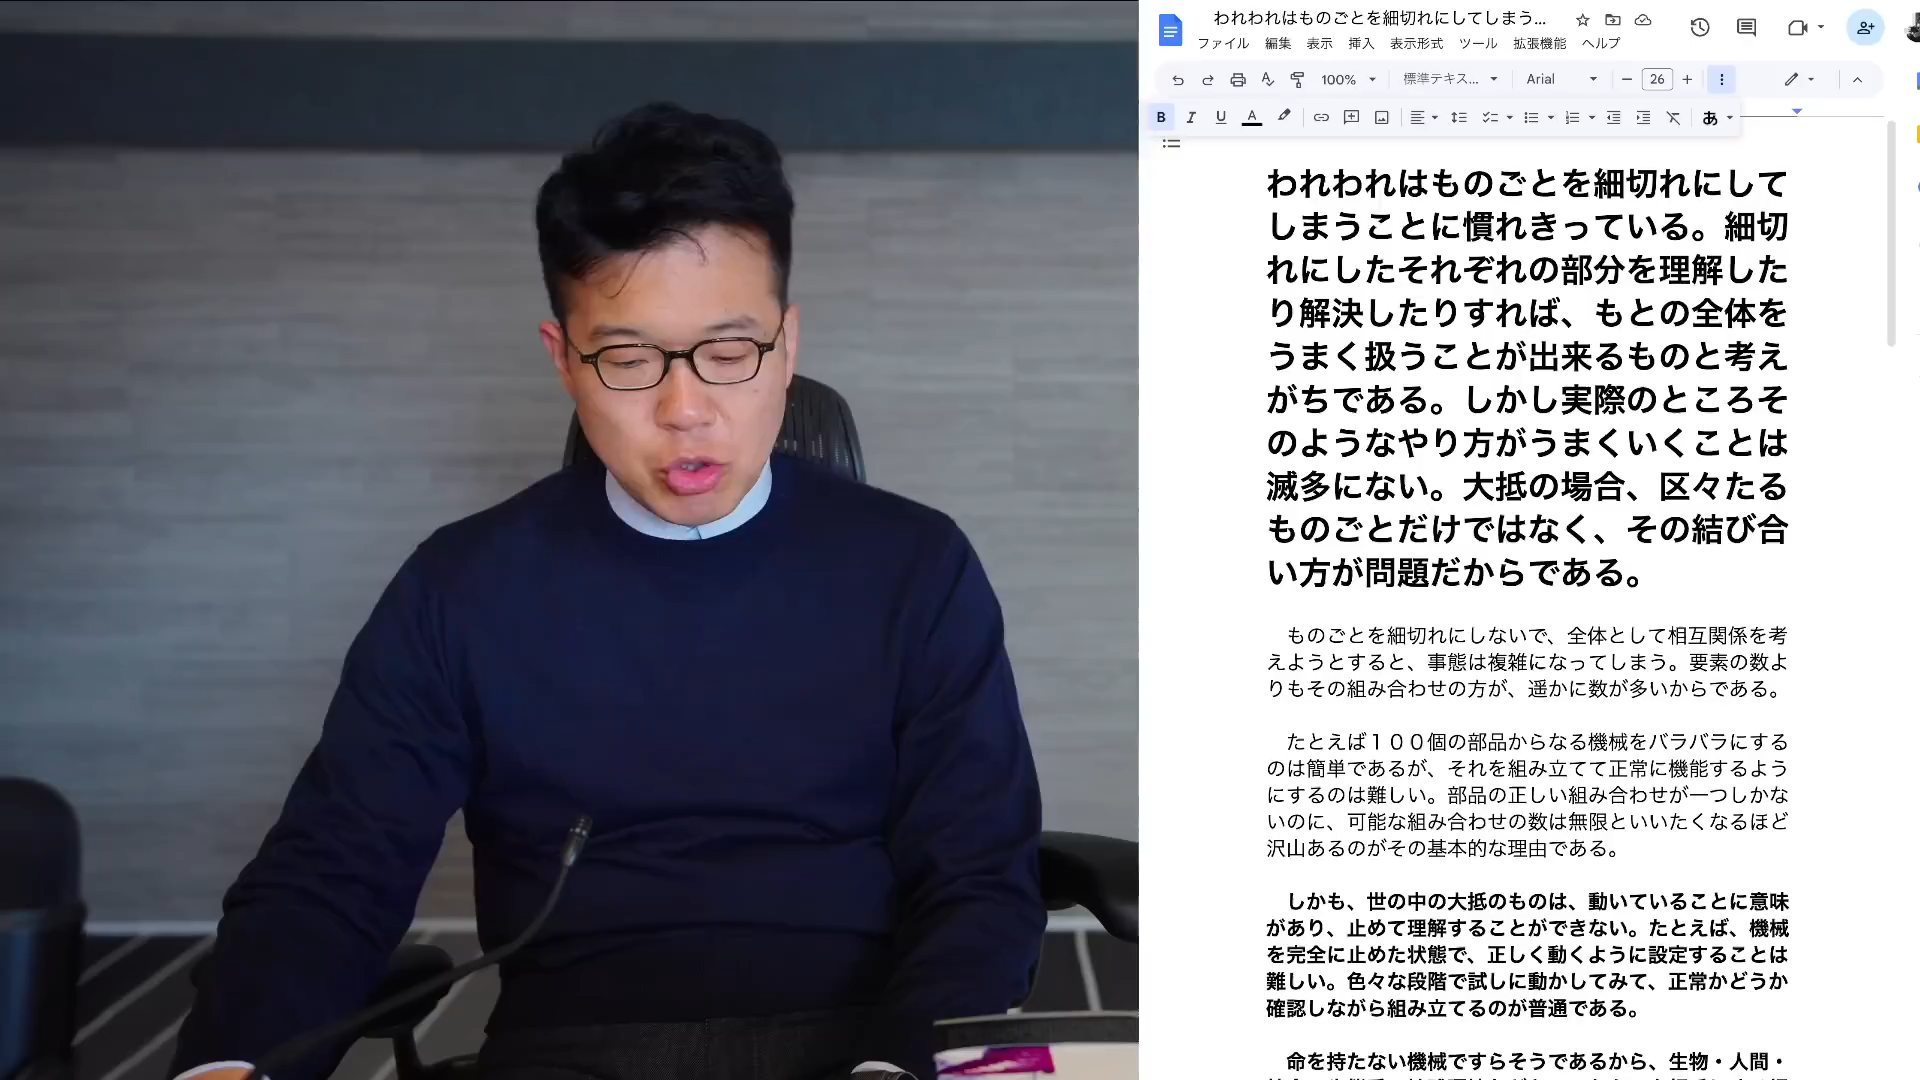 われわれはものごとを細切れにしてしまう...
ファイル 編集 表示 挿入 表示形式 ツール 拡張機能 ヘルプ
100% 標準テキス... Arial 26
B I U A あ
われわれはものごとを細切れにして
しまうことに慣れきっている。細切
れにしたそれぞれの部分を理解した
り解決したりすれば、もとの全体を
うまく扱うことが出来るものと考え
がちである。しかし実際のところそ
のようなやり方がうまくいくことは
滅多にない。大抵の場合、区々たる
ものごとだけではなく、その結び合
い方が問題だからである。
ものごとを細切れにしないで、全体として相互関係を考
えようとすると、事態は複雑になってしまう。要素の数よ
りもその組み合わせの方が、遥かに数が多いからである。
たとえば１００個の部品からなる機械をバラバラにする
のは簡単であるが、それを組み立てて正常に機能するよう
にするのは難しい。部品の正しい組み合わせが一つしかな
いのに、可能な組み合わせの数は無限といいたくなるほど
沢山あるのがその基本的な理由である。
しかも、世の中の大抵のものは、動いていることに意味
があり、止めて理解することができない。たとえば、機械
を完全に止めた状態で、正しく動くように設定することは
難しい。色々な段階で試しに動かしてみて、正常かどうか
確認しながら組み立てるのが普通である。
命を持たない機械ですらそうであるから、生物・人間・